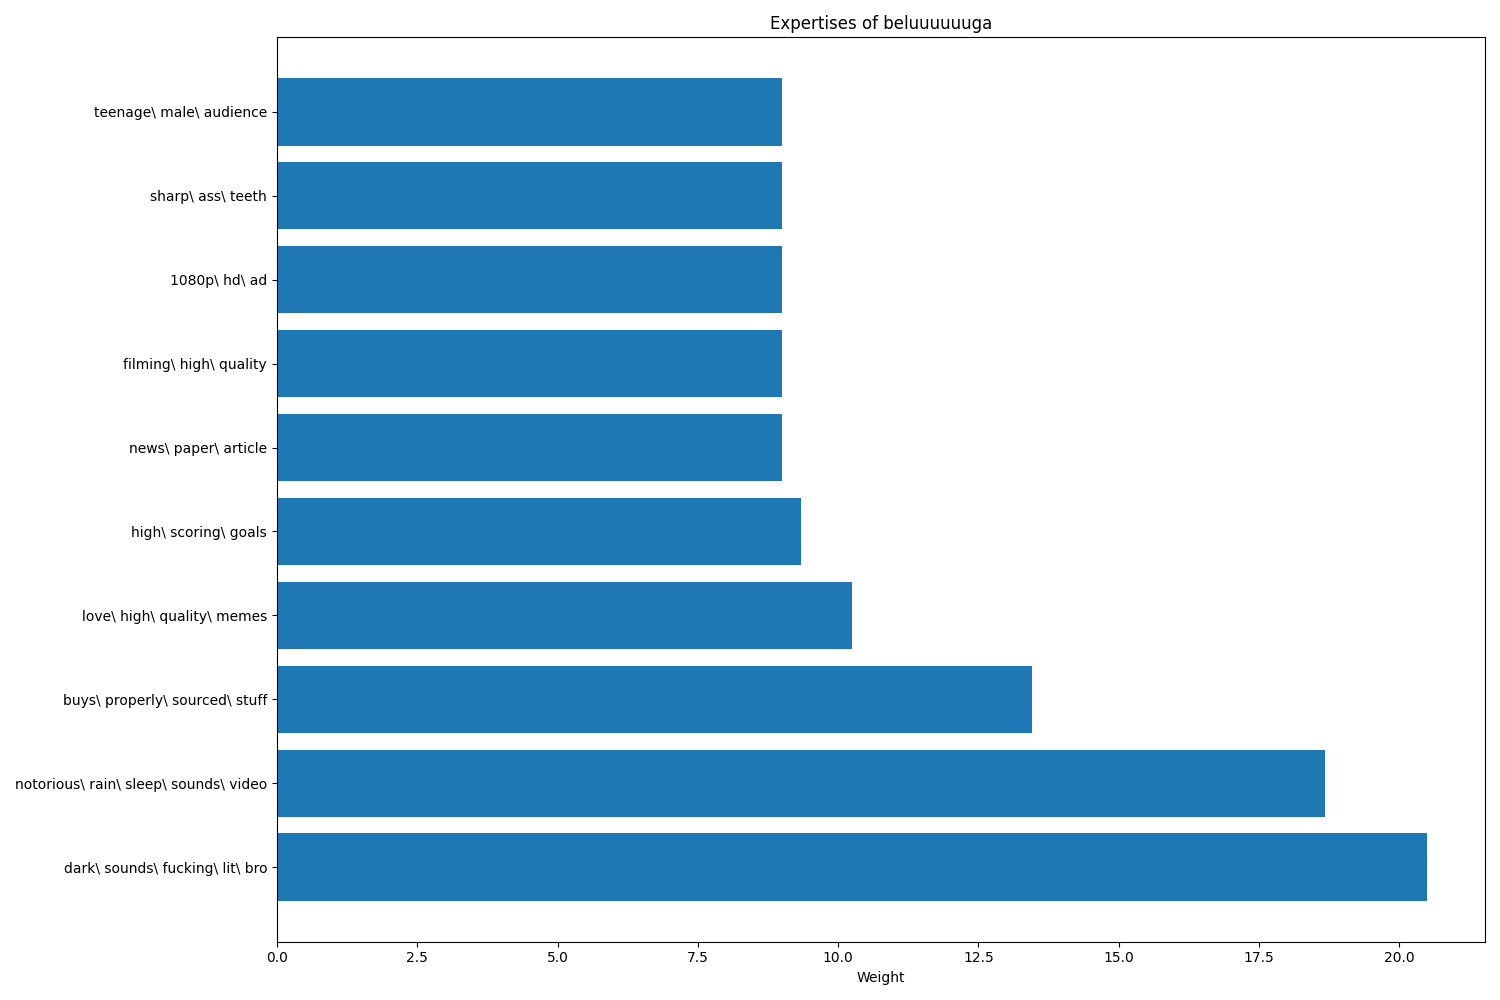 Expertises of beluuuuuuga
teenage\ male\ audience
sharp\ ass\ teeth
1080p\ hd\ ad
filming\ high\ quality
news\ paper\ article
high\ scoring\ goals
love\ high\ quality\ memes
buys\ properly\ sourced\ stuff
notorious\ rain\ sleep\ sounds\ video
dark\ sounds\ fucking\ lit\ bro
0.0 2.5 5.0 7.5 10.0 12.5 15.0 17.5 20.0
Weight